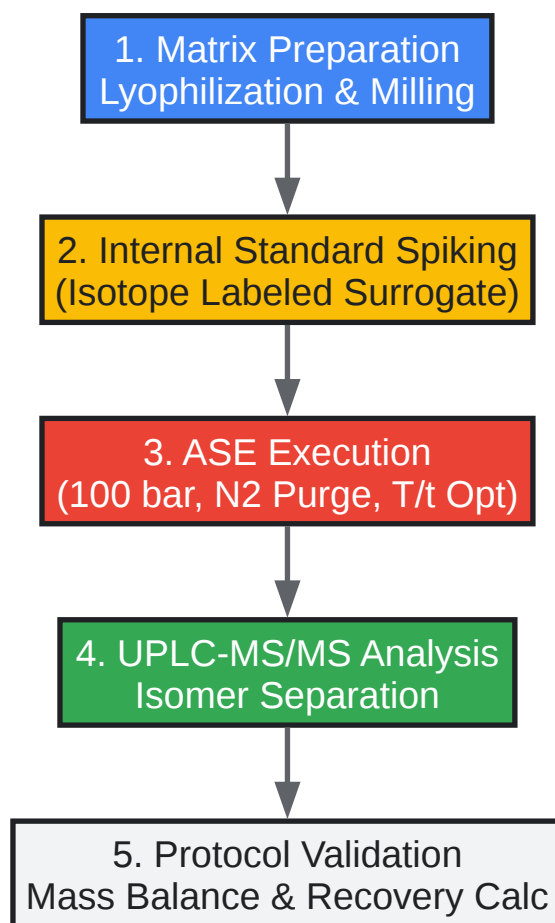 1. Matrix Preparation
Lyophilization & Milling
2. Internal Standard Spiking
(Isotope Labeled Surrogate)
3. ASE Execution
(100 bar, N2 Purge, T/t Opt)
4. UPLC-MS/MS Analysis
Isomer Separation
5. Protocol Validation
Mass Balance & Recovery Calc